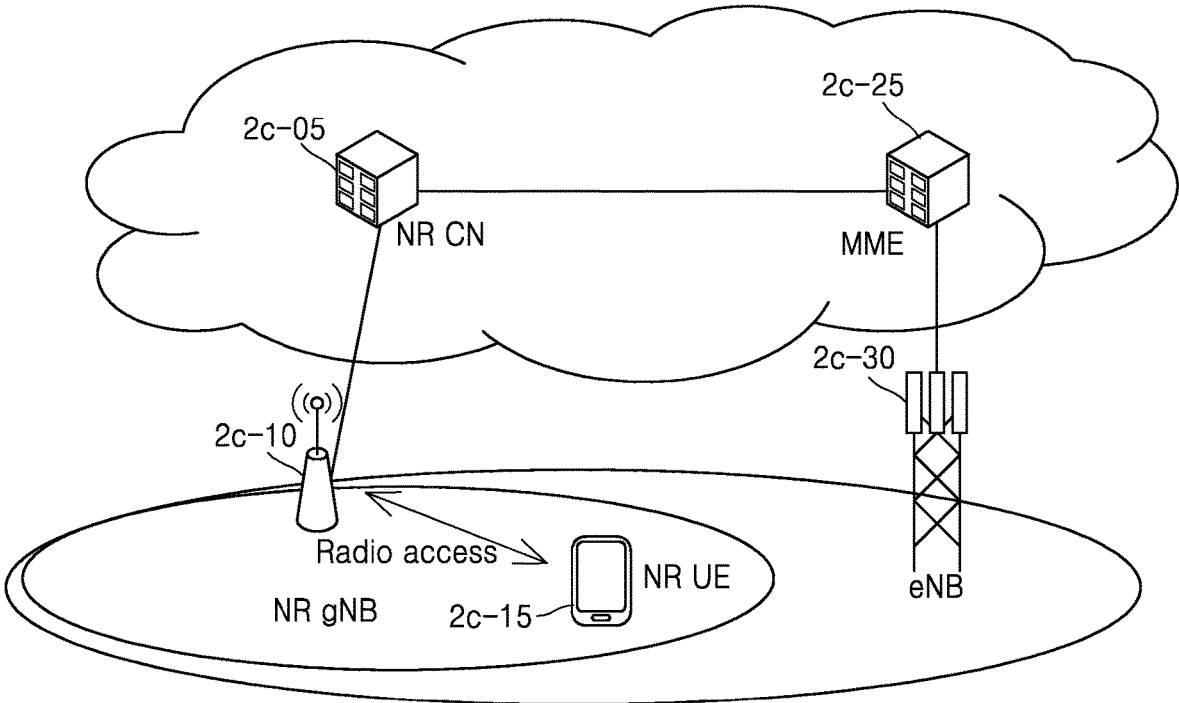 2c-25
2c-05
NR CN
MME
2c-30
2c-10
Radio access
NR UE
eNB
NR gNB
2c-15